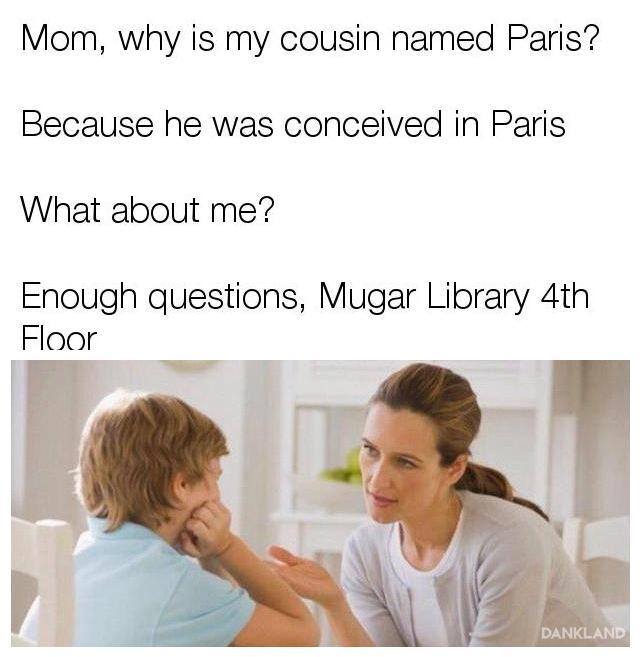 Mom, why is my cousin named Paris?
Because he was conceived in Paris
What about me?
Enough questions, Mugar Library 4th
Floor
DANKLAND